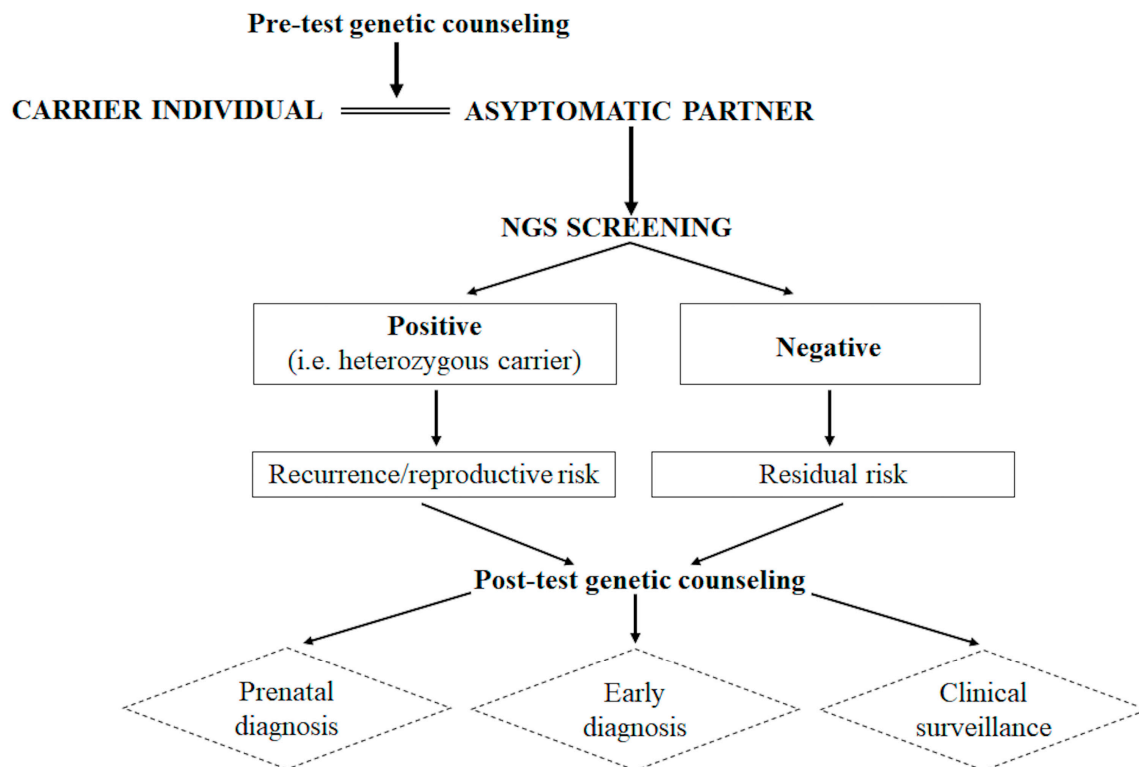 Pre-test genetic counseling
CARRIER INDIVIDUAL
ASYPTOMATIC PARTNER
NGS SCREENING
Positive
(i.e. heterozygous carrier)
Negative
Recurrence/reproductive risk
Residual risk
Post-test genetic counseling
Prenatal
diagnosis
Early
diagnosis
Clinical
surveillance